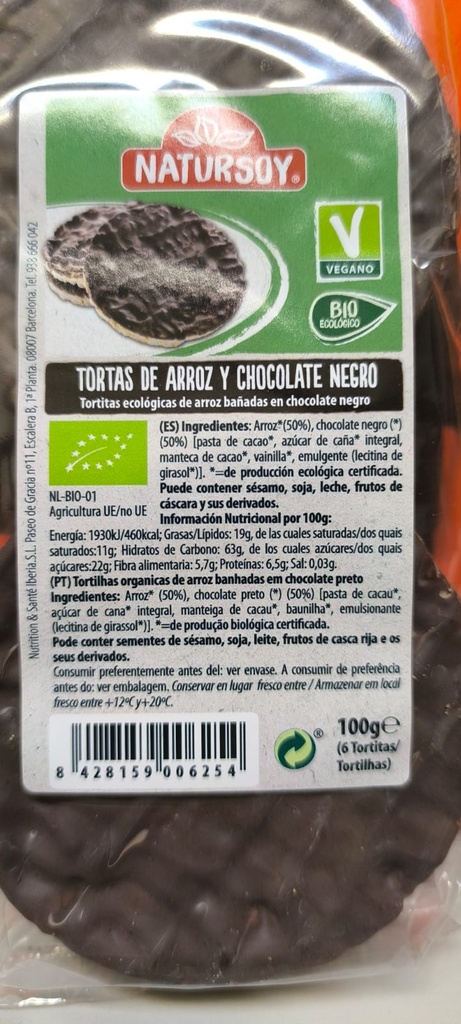 NATURSOY®
V
VEGANO
BIO
ECOLÓGICO
TORTAS DE ARROZ Y CHOCOLATE NEGRO
Tortitas ecológicas de arroz bañadas en chocolate negro
NL-BIO-01
Agricultura UE/no UE
(ES) Ingredientes: Arroz*(50%), chocolate negro (*)
(50%) [pasta de cacao*, azúcar de caña* integral,
manteca de cacao*, vainilla*, emulgente (lecitina de
girasol*)]. *=de producción ecológica certificada.
Puede contener sésamo, soja, leche, frutos de
cáscara y sus derivados.
Información Nutricional por 100g:
Energía: 1930kJ/460kcal; Grasas/Lípidos: 19g, de las cuales saturadas/dos quais
saturados:11g; Hidratos de Carbono: 63g, de los cuales azúcares/dos quais
açúcares:22g; Fibra alimentaria: 5,7g; Proteínas: 6,5g; Sal: 0,03g.
(PT) Tortilhas organicas de arroz banhadas em chocolate preto
Ingredientes: Arroz* (50%), chocolate preto (*) (50%) [pasta de cacau*,
açúcar de cana* integral, manteiga de cacau*, baunilha*, emulsionante
(lecitina de girassol*)]. *=de produção biológica certificada.
Pode conter sementes de sésamo, soja, leite, frutos de casca rija e os
seus derivados.
Consumir preferentemente antes del: ver envase. A consumir de preferência
antes do: ver embalagem. Conservar en lugar fresco entre / Armazenar em local
fresco entre +12ºC y +20ºC.
8 428159 006254
®
100g℮
(6 Tortitas/
Tortilhas)
Nutrition & Santé Iberia S.L. Paseo de Gracia nº 11, Escalera B, 1ª Planta. 08007 Barcelona. Tel. 938 666 042